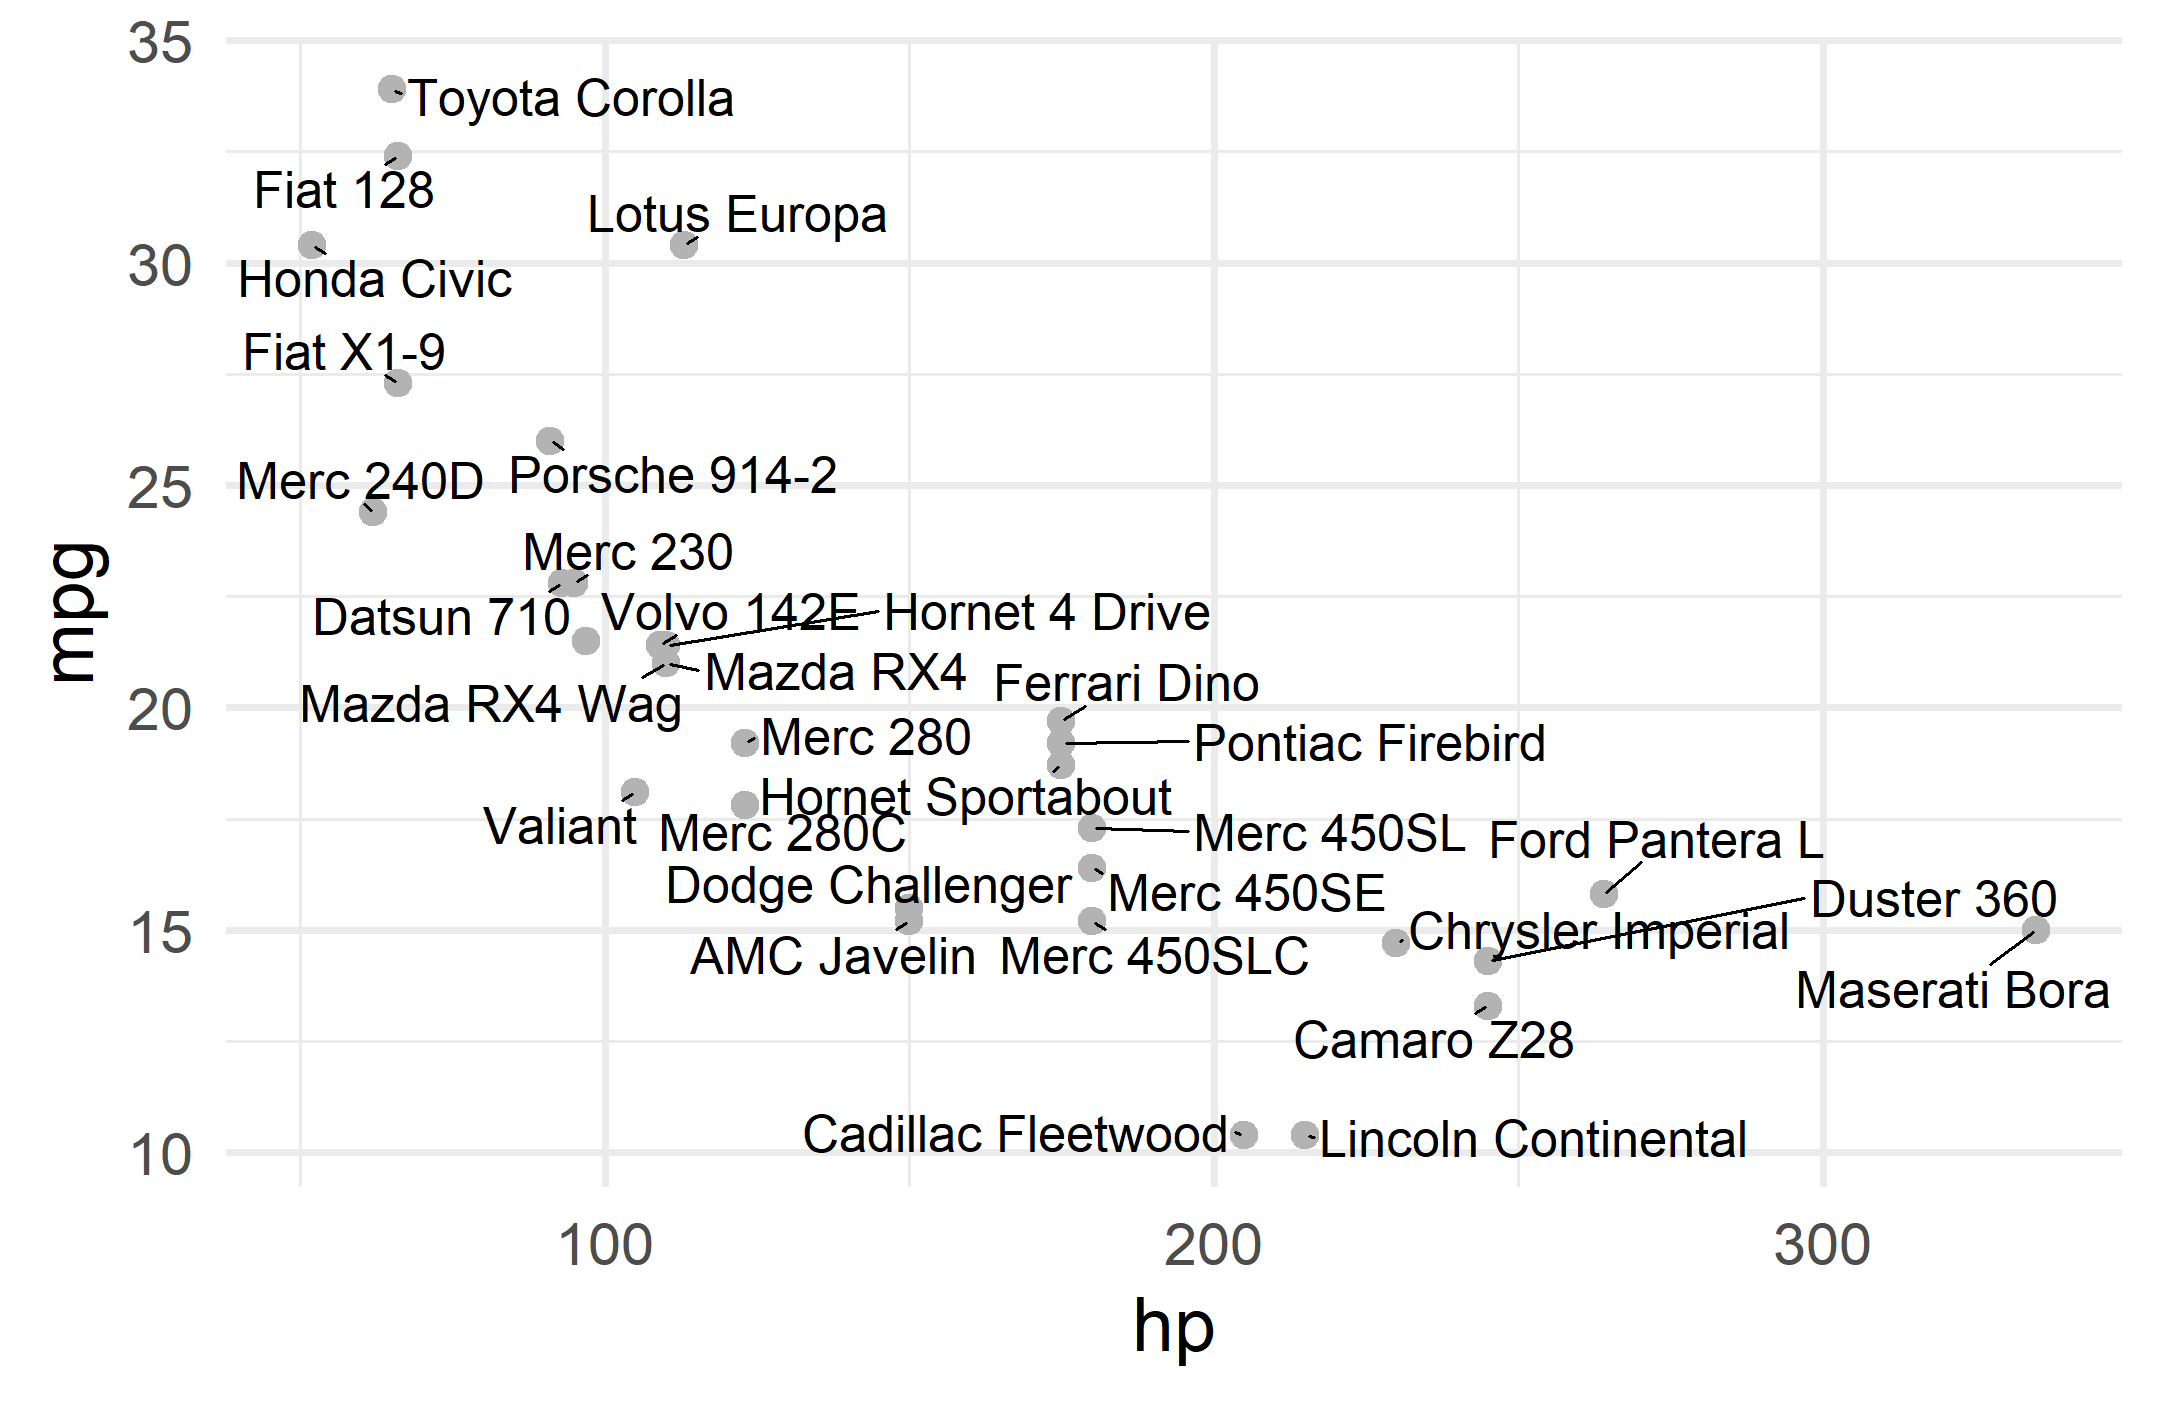 35
Toyota Corolla
Fiat 128
Lotus Europa
30
Honda Civic
Fiat X1-9
Porsche 914-2
25
Merc 240D
Merc 230
Datsun 710
Volvo 142E
Hornet 4 Drive
mpg
Mazda RX4
Ferrari Dino
20
Mazda RX4 Wag
Merc 280
Pontiac Firebird
Hornet Sportabout
Valiant
Merc 280C
Merc 450SL
Ford Pantera L
Dodge Challenger
Merc 450SE
Duster 360
15
Chrysler Imperial
AMC Javelin
Merc 450SLC
Maserati Bora
Camaro Z28
10
Cadillac Fleetwood
Lincoln Continental
100
200
300
hp